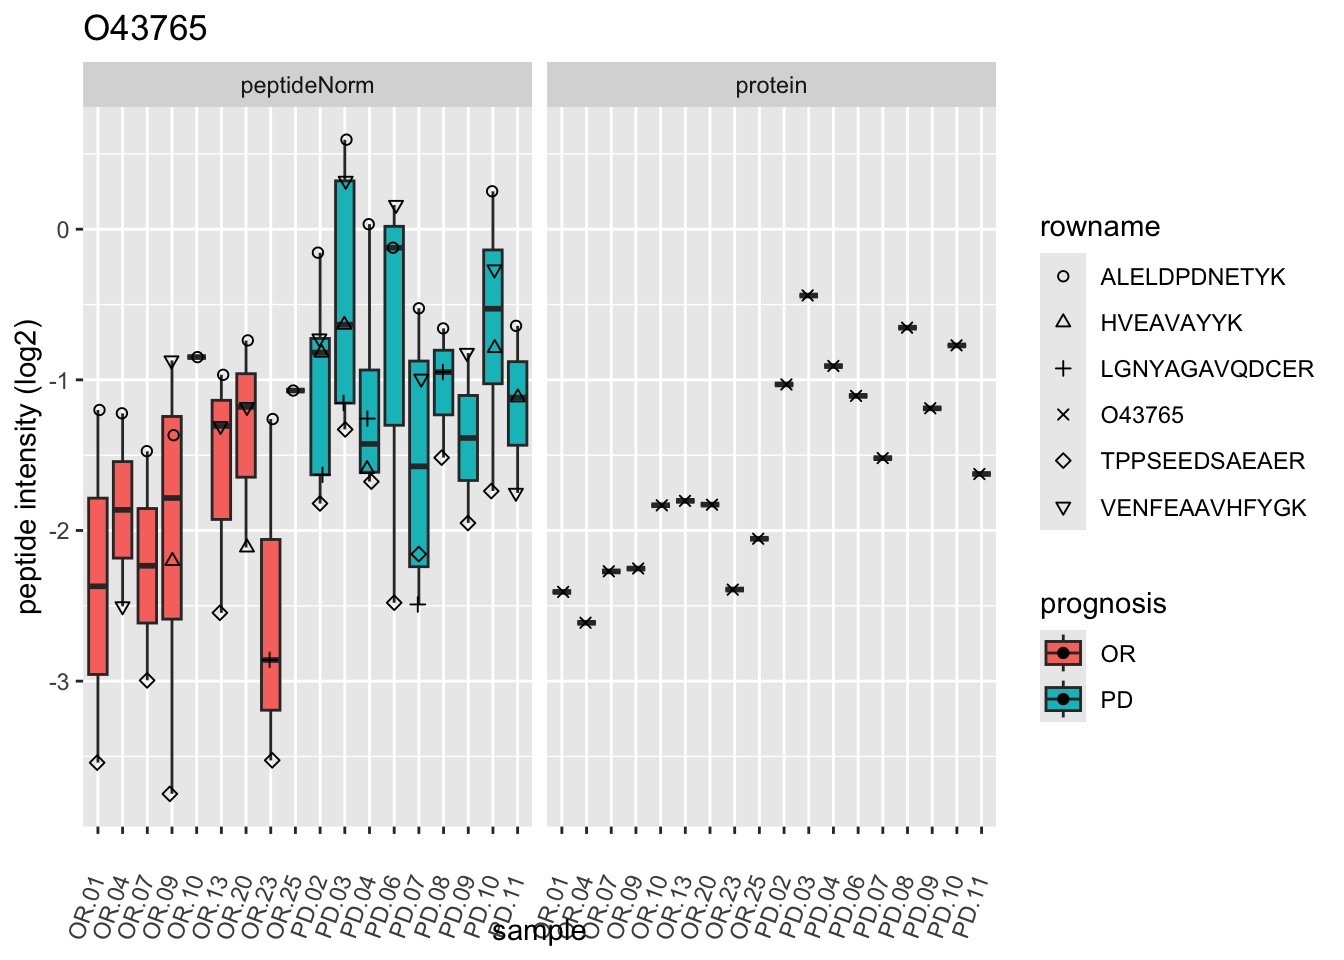 O43765
peptideNorm
protein
peptide intensity (log2)
0
-1
-2
-3
OR.01
OR.04
OR.07
OR.09
OR.10
OR.13
OR.20
OR.23
OR.25
PD.02
PD.03
PD.04
PD.06
PD.07
PD.08
PD.09
PD.10
PD.11
OR.01
OR.04
OR.07
OR.09
OR.10
OR.13
OR.20
OR.23
OR.25
PD.02
PD.03
PD.04
PD.06
PD.07
PD.08
PD.09
PD.10
PD.11
sample
rowname
ALELDPDNETYK
HVEAVAYYK
LGNYAGAVQDCER
O43765
TPPSEEDSAEAER
VENFEAAVHFYGK
prognosis
OR
PD